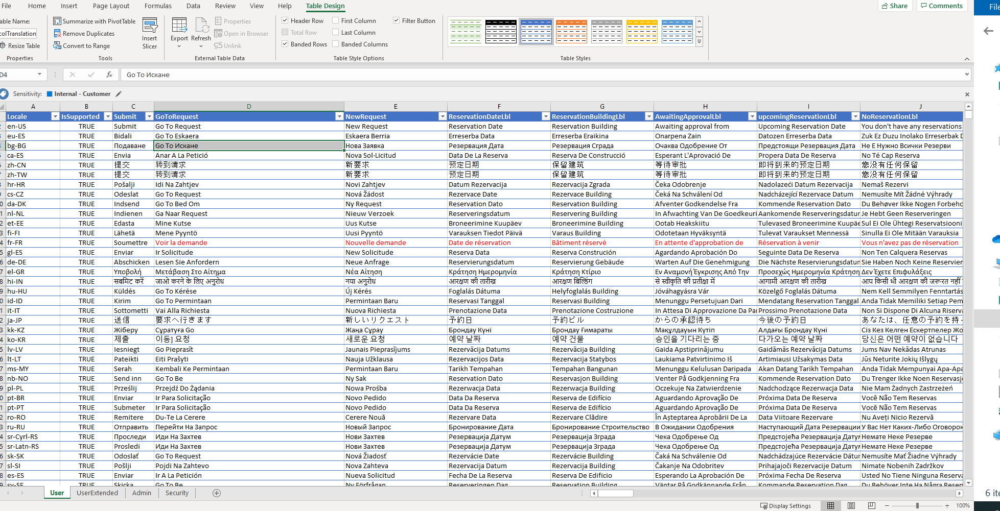 File Home Insert Page Layout Formulas Data Review View Help Table Design Share Comments File
able Name: Summarize with PivotTable Properties Header Row First Column Filter Button
colTranslation Remove Duplicates Insert Slicer Export Refresh Open in Browser Total Row Last Column
Resize Table Convert to Range Unlink Banded Rows Banded Columns
Properties Tools External Table Data Table Style Options Table Styles
D4 fx Go To Искане
Sensitivity: Internal - Customer
A B C D E F G H I J
Locale IsSupported Submit GoToRequest NewRequest ReservationDateLbl ReservationBuildingLbl AwaitingApprovalLbl upcomingReservationLbl NoReservationLbl
en-US TRUE Submit Go To Request New Request Reservation Date Reservation Building Awaiting approval from Upcoming Reservation Date You don't have any reservations
eu-ES TRUE Bidali Go To Eskaera Eskaera Berria Erreserba Data Erreserba Eraikina Onarpena Zain Datozen Erreserba Data Zuk Ez Duzu Inolako Erreserbak D
bg-BG TRUE Подаване Go To Искане Нова Заявка Резервация Дата Резервация Сграда Очаква Одобрение От Предстоящи Резервация Дата Не Е Нужно Всички Резерви
ca-ES TRUE Envia Anar A La Petició Nova Sol·Licitud Data De La Reserva Reserva De Construcció Esperant L'Aprovació De Propera Data De Reserva No Té Cap Reserva
zh-CN TRUE 提交 转到请求 新要求 预定日期 保留建筑 等待审批 即将到来的预定日期 您没有任何保留
zh-TW TRUE 提交 转到请求 新要求 预定日期 保留建筑 等待审批 即将到来的预定日期 您没有任何保留
hr-HR TRUE Pošalji Idi Na Zahtjev Novi Zahtjev Datum Rezervacija Rezervacija Zgrada Čeka Odobrenje Nadolazeći Datum Rezervacija Nemaš Rezervi
cs-CZ TRUE Odeslat Go To Request Nová Žádost Rezervace Date Rezervace Building Čeká Na Schválení Od Nadcházející Rezervace Datum Nemusíte Mít Žádné Výhrady
da-DK TRUE Indsend Go To Bed Om Ny Request Reservation Dato Reservation Building Afventer Godkendelse Fra Kommende Reservation Dato Du Behøver Ikke Nogen Forbeho
nl-NL TRUE Indienen Ga Naar Request Nieuw Verzoek Reserveringsdatum Reservering Building In Afwachting Van De Goedkeuri Aankomende Reserveringsdatur Je Hebt Geen Reserveringen
et-EE TRUE Edasta Mine Kutse Uus Kutse Broneerimine Kuupäev Broneerimine Building Ootab Heakskiitu Tulevased Broneerimine Kuupäe Sul Ei Ole Ühtegi Reservatsiooni
fi-FI TRUE Lähetä Mene Pyyntö Uusi Pyyntö Varauksen Tiedot Päivä Varaus Building Odotetaan Hyväksyntä Tulevat Varaukset Mennessä Sinulla Ei Ole Mitään Varauksia
fr-FR TRUE Soumettre Voir la demande Nouvelle demande Date de réservation Bâtiment réservé En attente d'approbation de Réservation à venir Vous n'avez pas de réservation
gl-ES TRUE Enviar Ir Solicitude New Solicitude Reserva Data Reserva Construción Agardando Aprobación Do Seguinte Data De Reserva Non Ten Calquera Reservas
de-DE TRUE Abschicken Lesen Sie Anfordern Neue Anfrage Reservierungsdatum Reservierung Gebäude Warten Auf Die Genehmigung Die Nächste Reservierungsdatur Sie Haben Noch Keine Reservier
el-GR TRUE Υποβολή Μετάβαση Στο Αίτημα Νέα Αίτηση Κράτηση Ημερομηνία Κράτηση Κτίριο Εν Αναμονή Έγκρισης Από Την Προσεχώς Ημερομηνία Κράτηση Δεν Έχετε Επιφυλάξεις
hi-IN TRUE सबमिट करें जाओ करने के लिए अनुरोध नया अनुरोध आरक्षण की तारीख आरक्षण बिल्डिंग से स्वीकृति की प्रतीक्षा में आगामी आरक्षण की तारीख आप किसी भी आरक्षण की जरूरत नहीं
hu-HU TRUE Küldés Go To Kérése Új Kérés Foglalás Dátuma Helyfoglalás Building Jóváhagyásra Vár Közelgő Foglalás Dátuma Nem Kell Semmilyen Fenntartás
id-ID TRUE Kirim Go To Permintaan Permintaan Baru Reservasi Tanggal Reservasi Building Menunggu Persetujuan Dari Mendatang Reservation Tanggal Anda Tidak Memiliki Setiap Pem
it-IT TRUE Sottometti Vai Alla Richiesta Nuova Richiesta Prenotazione Data Prenotazione Costruzione In Attesa Di Approvazione Da Pa Prossimo Prenotazione Data Non Si Dispone Di Alcuna Riserva
ja-JP TRUE 送信 要求へ行きます 新しいリクエスト 予約日 予約ビル からの承認待ち 今後の予約日 あなたは、任意の予約を持
kk-KZ TRUE Жіберу Сұратуға Go Жаңа Сұрау Брондау Күні Брондау Ғимараты Мақұлдауын Күтіп Алдағы Брондау Күні Сіз Кез Келген Ескертпелер Жо
ko-KR TRUE 제출 이동] 요청 새로운 요청 예약 날짜 예약 건물 승인을 기다리는 중 다가오는 예약 날짜 당신은 어떤 예약이 없습니다
lv-LV TRUE Iesniegt Go Pieprasīt Jaunais Pieprasījums Rezervācija Datums Rezervācija Building Gaida Apstiprinājumu Gaidāmās Rezervācija Datums Jums Nav Nekādas Atrunas
lt-LT TRUE Pateikti Eiti Prašyti Nauja Užklausa Rezervacijos Data Rezervacija Statybos Laukiama Patvirtinimo Iš Artimiausi Užsakymas Data Jūs Neturite Jokių Išlygų
ms-MY TRUE Serah Kembali Ke Permintaan Permintaan Baru Tarikh Tempahan Tempahan Bangunan Menunggu Kelulusan Daripada Akan Datang Tarikh Tempahan Anda Tidak Mempunyai Apa-Apa
nb-NO TRUE Send inn Go To Be Ny Sak Reservation Dato Reservasjon Building Venter På Godkjenning Fra Kommende Reservation Dato Du Trenger Ikke Noen Reservasj
pl-PL TRUE Prześlij Przejdź Do Żądania Nowa Prośba Rezerwacja Data Rezerwacja Building Oczekuje Na Zatwierdzenie Nadchodzące Rezerwacja Data Nie Mam Żadnych Zastrzeżeń
pt-BR TRUE Enviar Ir Para Solicitação Novo Pedido Data Da Reserva Reserva de Edifício Aguardando Aprovação De Próxima Data De Reserva Você Não Tem Reservas
pt-PT TRUE Submeter Ir Para Solicitação Novo Pedido Data Da Reserva Reserva de Edifício Aguardando Aprovação De Próxima Data De Reserva Você Não Tem Reservas
ro-RO TRUE Remitere Du-Te La Cerere Cerere Nouă Rezervare Data Rezervare Clădire În Așteptarea Aprobării De La Data Viitoare Rezervare Nu Aveți Nicio Rezervă
ru-RU TRUE Отправить Перейти На Запрос Новый Запрос Бронирование Дата Бронирование Строительство В Ожидании Одобрения Наступающий Дата Резервации У Вас Нет Каких-Либо Оговорок
sr-Cyrl-RS TRUE Проследи Иди На Захтев Нови Захтев Резервација Датум Резервација Зграда Чека Одобрење Од Предстојећа Резервација Дату Немате Неке Резерве
sr-Latn-RS TRUE Prosledi Иди На Захтев Нови Захтев Резервација Датум Резервација Зграда Чека Одобрење Од Предстојећа Резервација Дату Немате Неке Резерве
sk-SK TRUE Odoslať Go To Request Nová Žiadosť Rezervácie Date Rezervácie Building Čaká Na Schválenie Od Nadchádzajúce Rezervácie Dátur Nemusíte Mať Žiadne Výhrady
sl-SI TRUE Pošlji Pojdi Na Zahtevo Nova Zahteva Rezervacija Datum Rezervacija Building Čakanje Na Odobritev Prihajajoči Rezervacije Datum Nimate Nobenih Zadržkov
es-ES TRUE Enviar Ir A La Petición Nueva Solicitud Fecha De La Reserva Reserva De Edificio Esperando La Aprobación De Próxima Fecha De Reserva Usted No Tiene Ninguna Reserva
sv-SE TRUE Skicka Go To Be Ny Förfrågan Reserveringen Dag Reservation Building Väntar På Godkännande Från Kommande Reservation Dag Du Behöver Inte Ha Några Reser
User UserExtended Admin Security
6 ite
Display Settings 100%